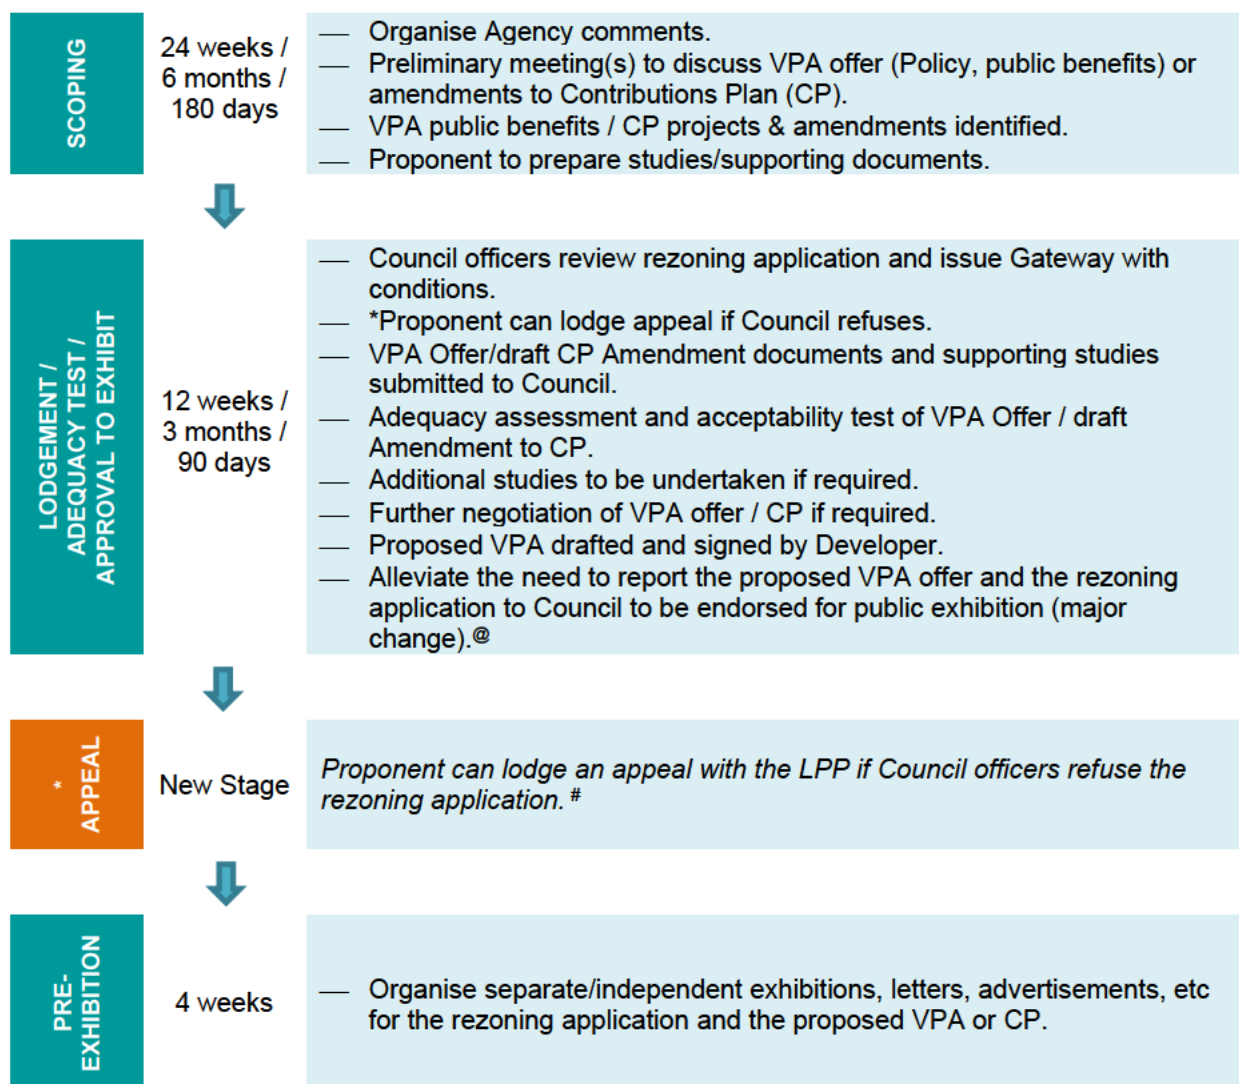 SCOPING
24 weeks /
6 months /
180 days
— Organise Agency comments.
— Preliminary meeting(s) to discuss VPA offer (Policy, public benefits) or
amendments to Contributions Plan (CP).
— VPA public benefits / CP projects & amendments identified.
— Proponent to prepare studies/supporting documents.
LODGEMENT /
ADEQUACY TEST /
APPROVAL TO EXHIBIT
12 weeks /
3 months /
90 days
— Council officers review rezoning application and issue Gateway with
conditions.
— *Proponent can lodge appeal if Council refuses.
— VPA Offer/draft CP Amendment documents and supporting studies
submitted to Council.
— Adequacy assessment and acceptability test of VPA Offer / draft
Amendment to CP.
— Additional studies to be undertaken if required.
— Further negotiation of VPA offer / CP if required.
— Proposed VPA drafted and signed by Developer.
— Alleviate the need to report the proposed VPA offer and the rezoning
application to Council to be endorsed for public exhibition (major
change).@
*
APPEAL
New Stage
Proponent can lodge an appeal with the LPP if Council officers refuse the
rezoning application. #
PRE-
EXHIBITION
4 weeks
— Organise separate/independent exhibitions, letters, advertisements, etc
for the rezoning application and the proposed VPA or CP.